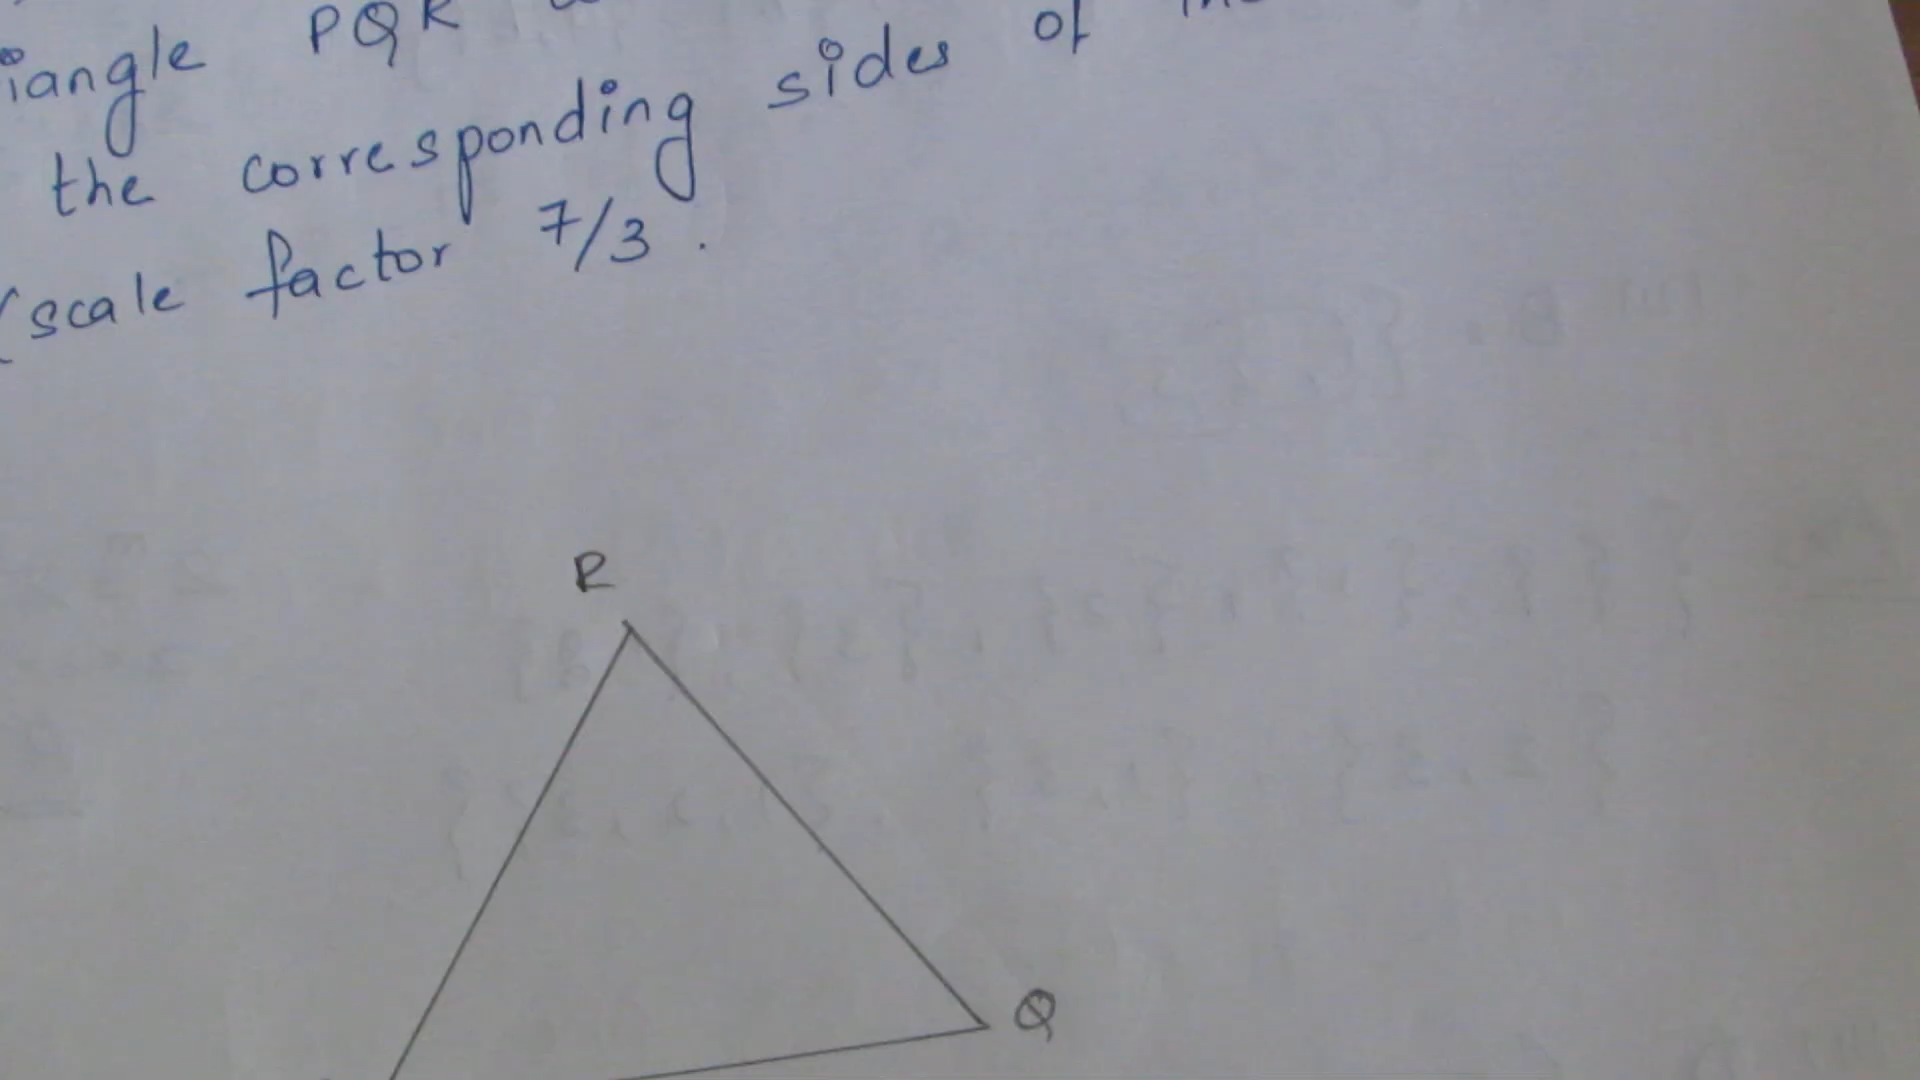 iangle PQR
the corresponding sides of
(scale factor 7/3.
R
Q